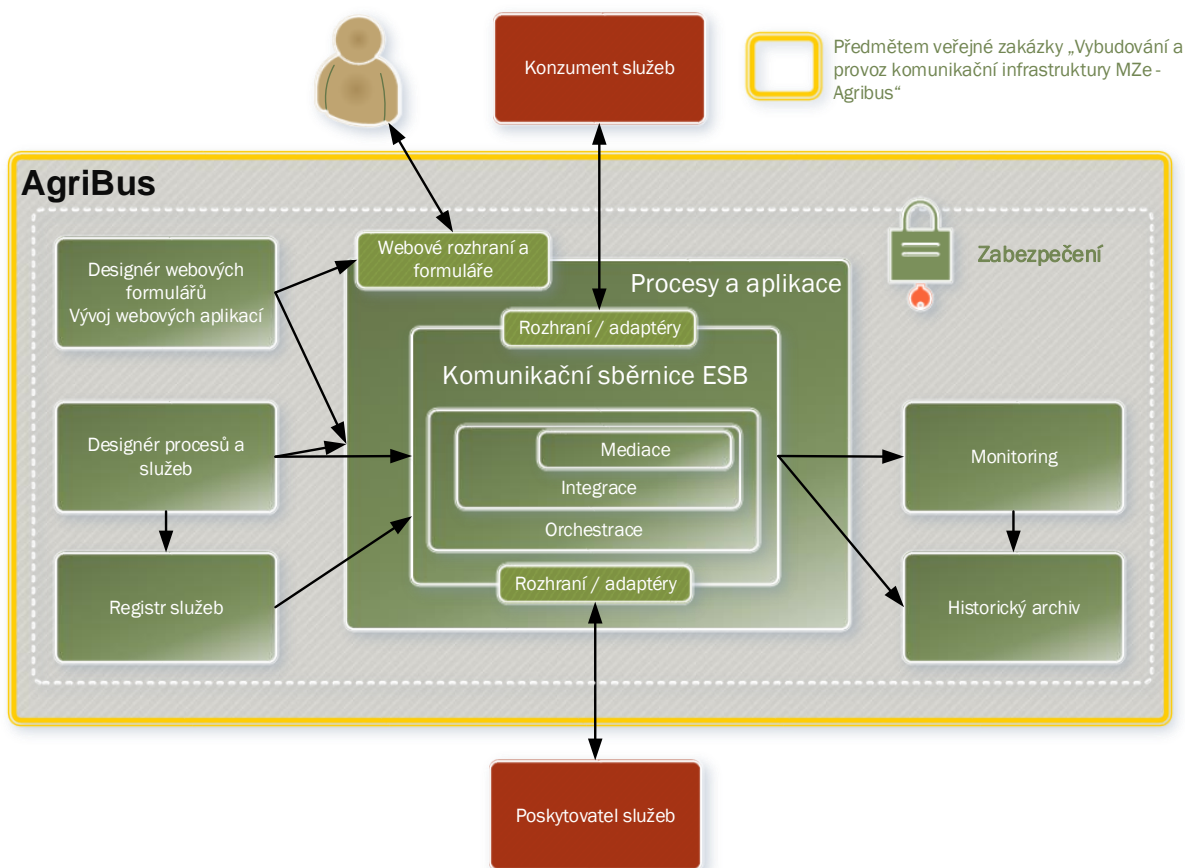 Konzument služeb
Předmětem veřejné zakázky „Vybudování a
provoz komunikační infrastruktury MZe -
Agribus“
AgriBus
Webové rozhraní a
formuláře
Designér webových
formulářů
Vývoj webových aplikací
Zabezpečení
Procesy a aplikace
Rozhraní / adaptéry
Komunikační sběrnice ESB
Designér procesů a
služeb
Mediace
Integrace
Orchestrace
Monitoring
Rozhraní / adaptéry
Registr služeb
Historický archiv
Poskytovatel služeb